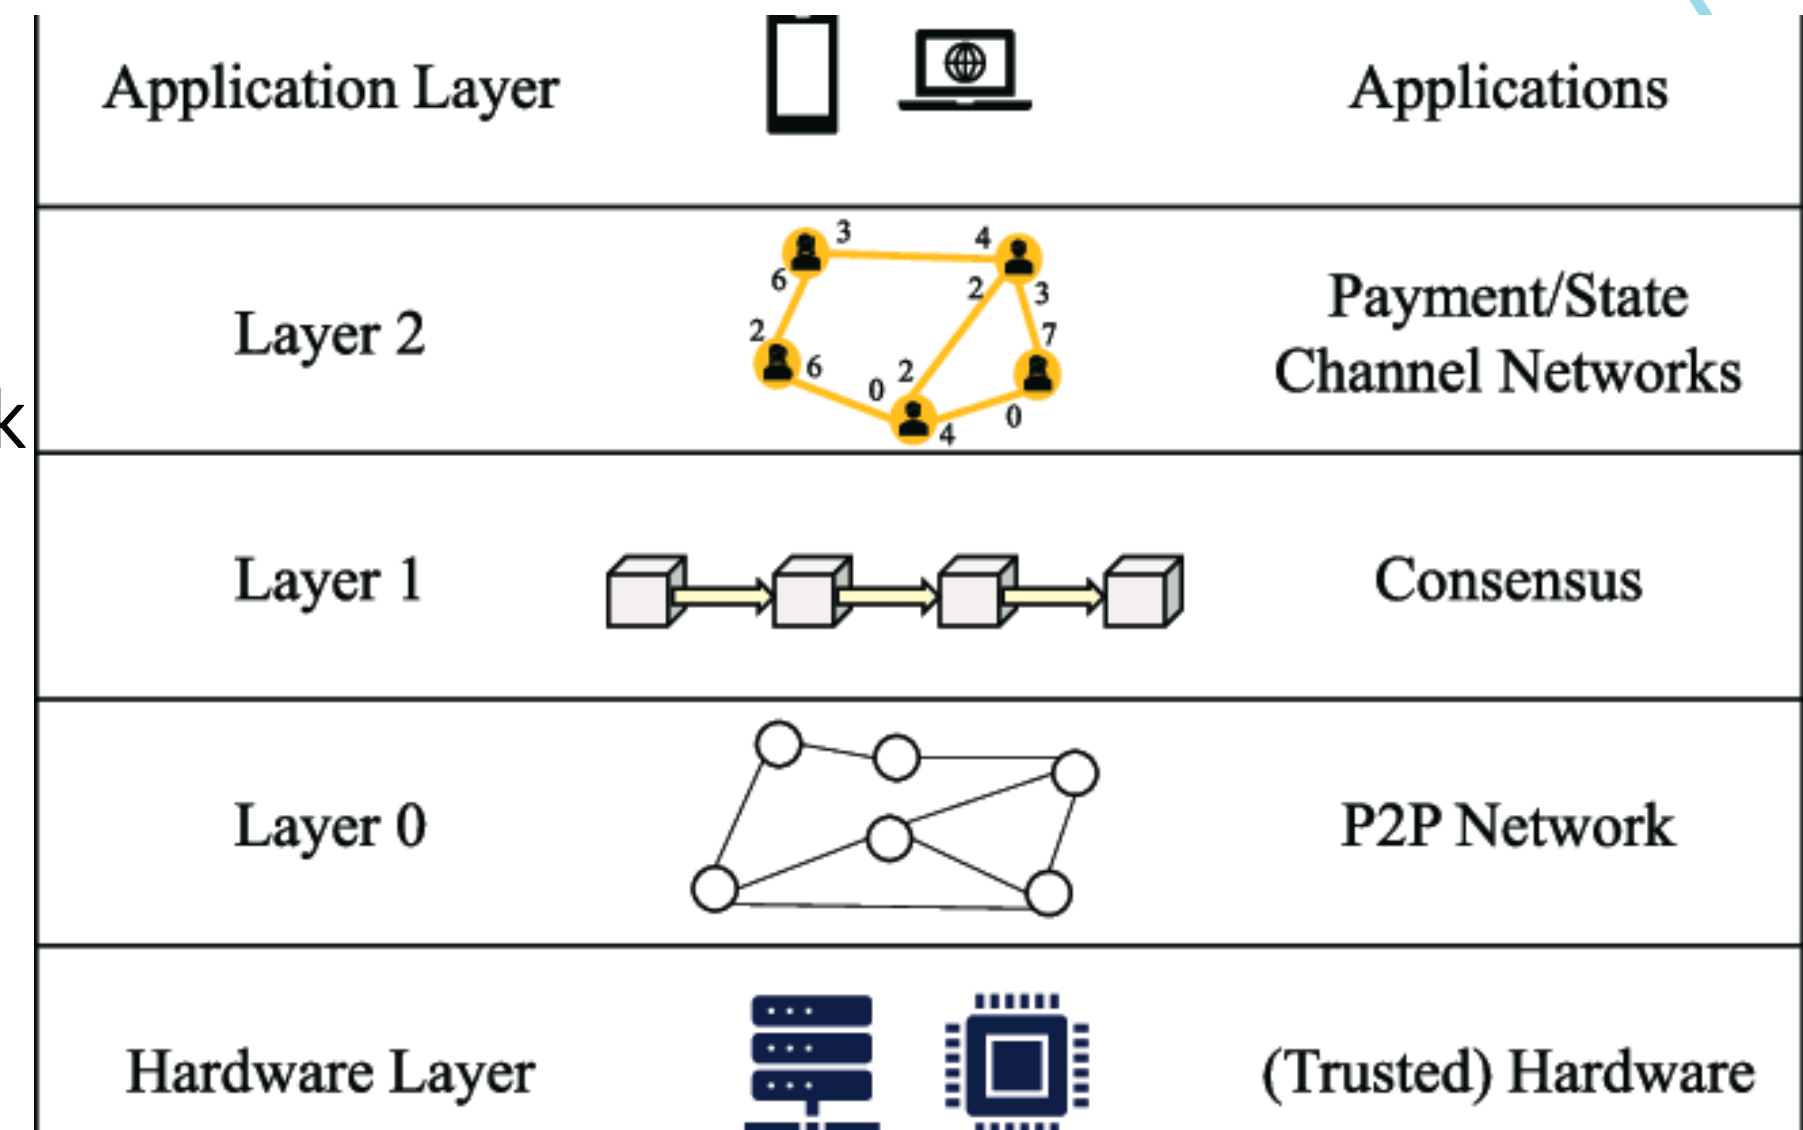 Application Layer
Applications
3
4
6
2
3
Layer 2
Payment/State
Channel Networks
2
7
6
0
2
0
4
k
Layer 1
Consensus
Layer 0
P2P Network
Hardware Layer
(Trusted) Hardware